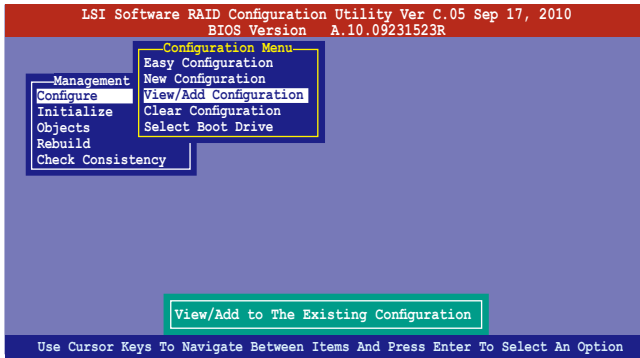 LSI Software RAID Configuration Utility Ver C.05 Sep 17, 2010
BIOS Version A.10.09231523R
Configuration Menu
Easy Configuration
New Configuration
View/Add Configuration
Clear Configuration
Select Boot Drive
Management
Configure
Initialize
Objects
Rebuild
Check Consistency
View/Add to The Existing Configuration
Use Cursor Keys To Navigate Between Items And Press Enter To Select An Option